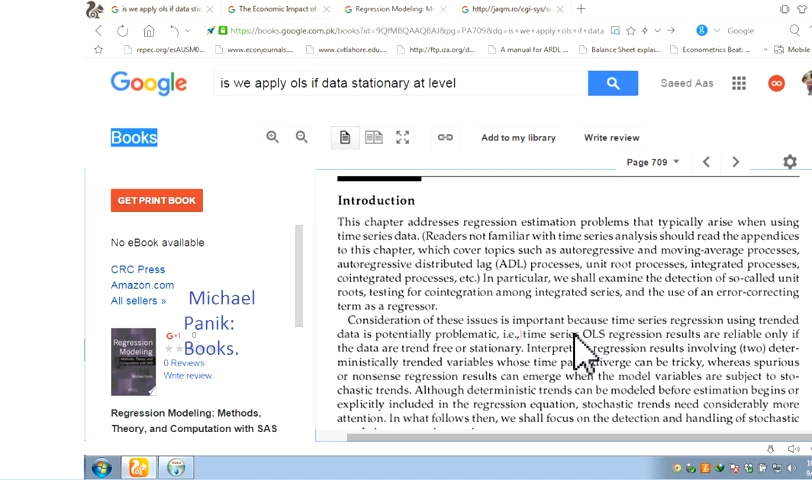 is we apply ols if data sta
The Economic Impact of
Regression Modeling: M
http://jaqm.ro/cgi-sys/su
https://books.google.com.pk/books?id=9QfMBQBAJ&pg=PA709&dq=is+we+apply+ols+if+data
Google
repec.org/esAUSM0
www.econjournals.
www.cvtlahore.edu.
http://ftp.iza.org/d
A manual for ARDL
Balance Sheet explai
Econometrics Beat:
Mobile
Google
is we apply ols if data stationary at level
Saeed Aas
Books
Add to my library
Write review
Page 709
GET PRINT BOOK
No eBook available
CRC Press
Amazon.com
All sellers »
Michael
Panik:
Books.
G+1
0
0 Reviews
Write review
Regression
Modeling
Regression Modeling: Methods,
Theory, and Computation with SAS
Introduction
This chapter addresses regression estimation problems that typically arise when using
time series data. (Readers not familiar with time series analysis should read the appendices
to this chapter, which cover topics such as autoregressive and moving-average processes,
autoregressive distributed lag (ADL) processes, unit root processes, integrated processes,
cointegrated processes, etc.) In particular, we shall examine the detection of so-called unit
roots, testing for cointegration among integrated series, and the use of an error-correcting
term as a regressor.
Consideration of these issues is important because time series regression using trended
data is potentially problematic, i.e., time series OLS regression results are reliable only if
the data are trend free or stationary. Interpret regression results involving (two) deter-
ministically trended variables whose time pa diverge can be tricky, whereas spurious
or nonsense regression results can emerge when the model variables are subject to sto-
chastic trends. Although deterministic trends can be modeled before estimation begins or
explicitly included in the regression equation, stochastic trends need considerably more
attention. In what follows then, we shall focus on the detection and handling of stochastic